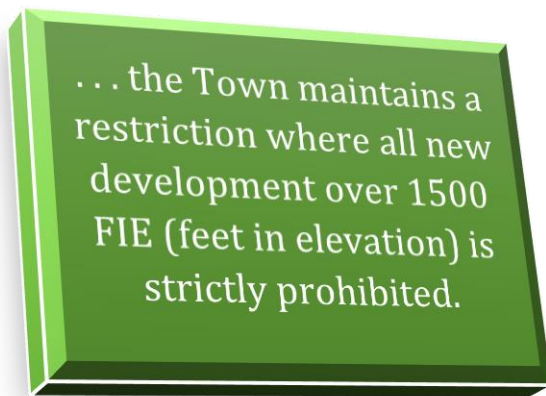 . . . the Town maintains a
restriction where all new
development over 1500
FIE (feet in elevation) is
strictly prohibited.